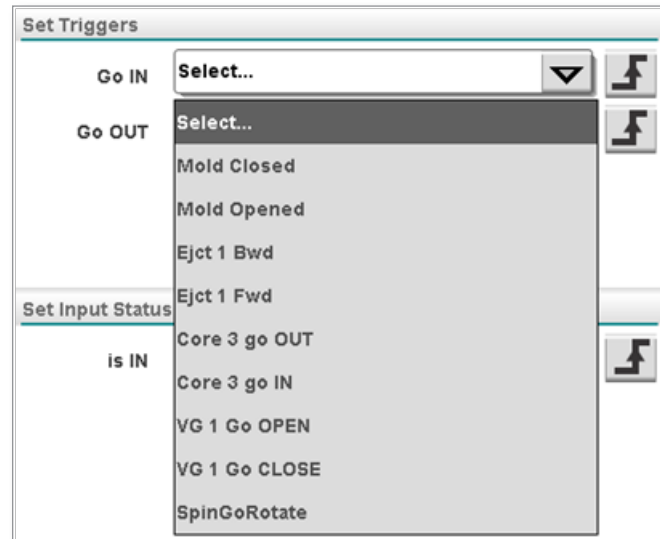 Set Triggers
Go IN Select...
Go OUT Select...
Mold Closed
Mold Opened
Ejct 1 Bwd
Ejct 1 Fwd
Set Input Status
Core 3 go OUT
is IN
Core 3 go IN
VG 1 Go OPEN
VG 1 Go CLOSE
SpinGoRotate